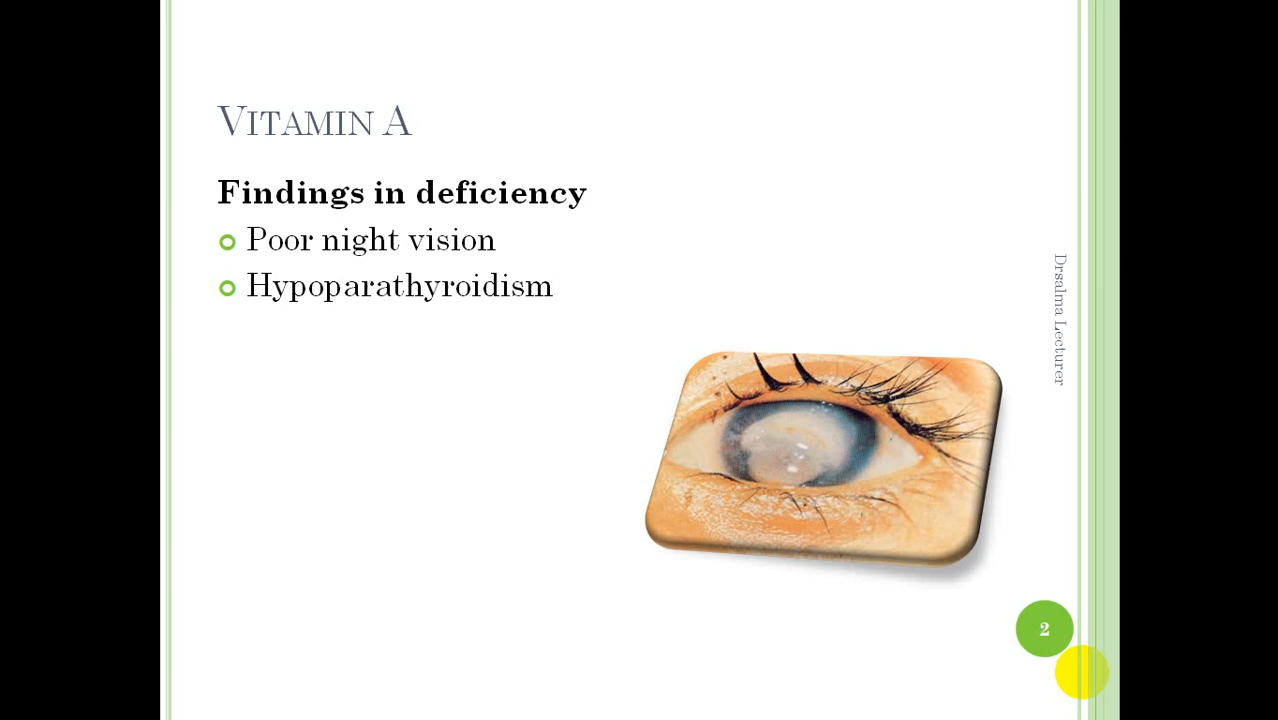 VITAMIN A
Findings in deficiency
Poor night vision
Hypoparathyroidism
Drsalma Lecturer
2